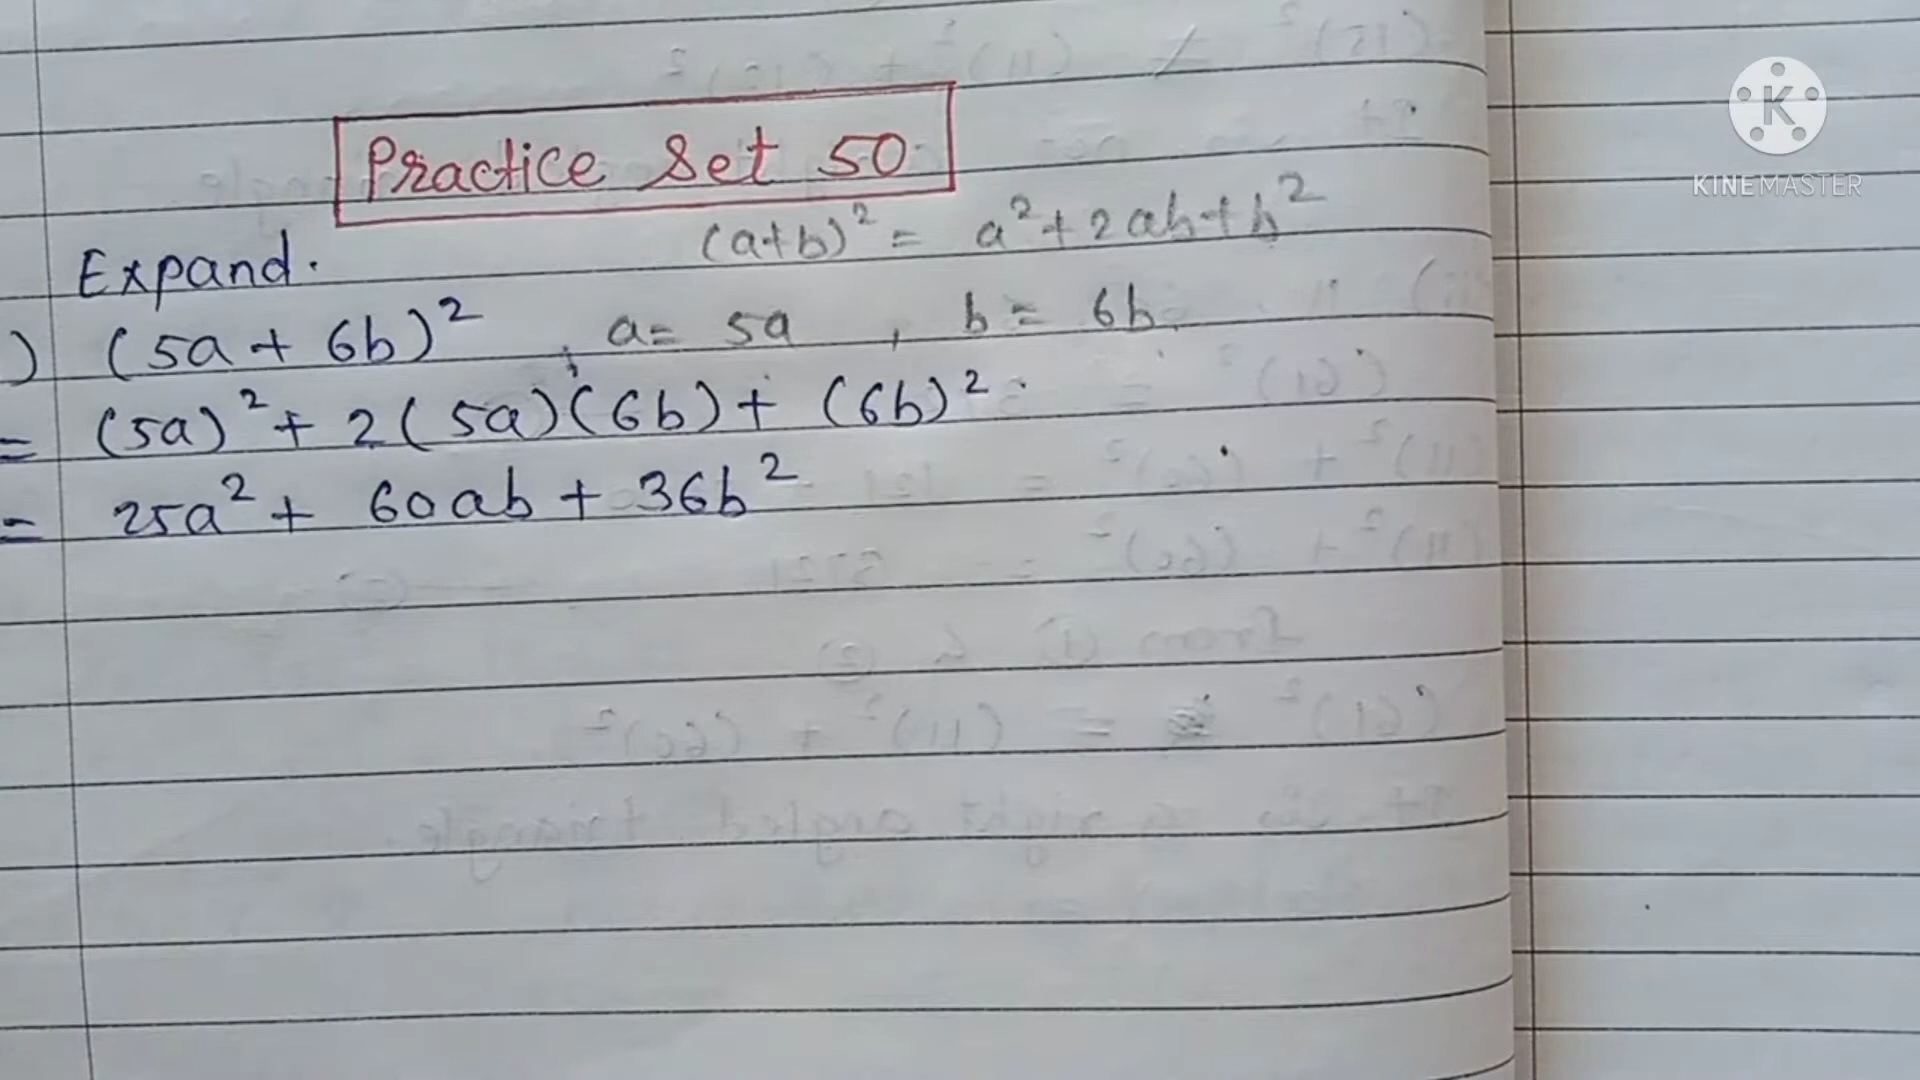 Practice Set 50
(a+b)² = a²+2ab+b²
Expand.
) (5a + 6b)² , a= 5a , b= 6b.
= (5a)² + 2(5a)(6b)+ (6b)².
= 25a² + 60ab + 36b²
KINEMASTER